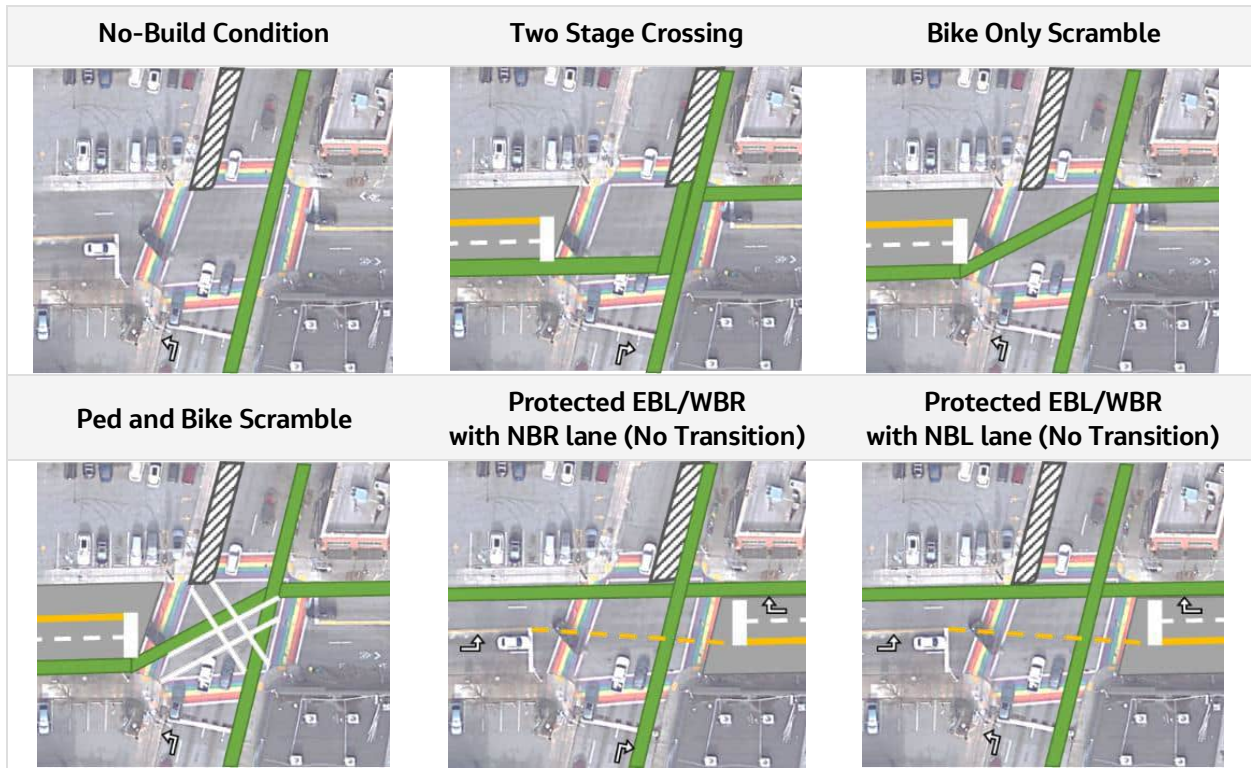 No-Build Condition
Two Stage Crossing
Bike Only Scramble
Ped and Bike Scramble
Protected EBL/WBR
with NBR lane (No Transition)
Protected EBL/WBR
with NBL lane (No Transition)